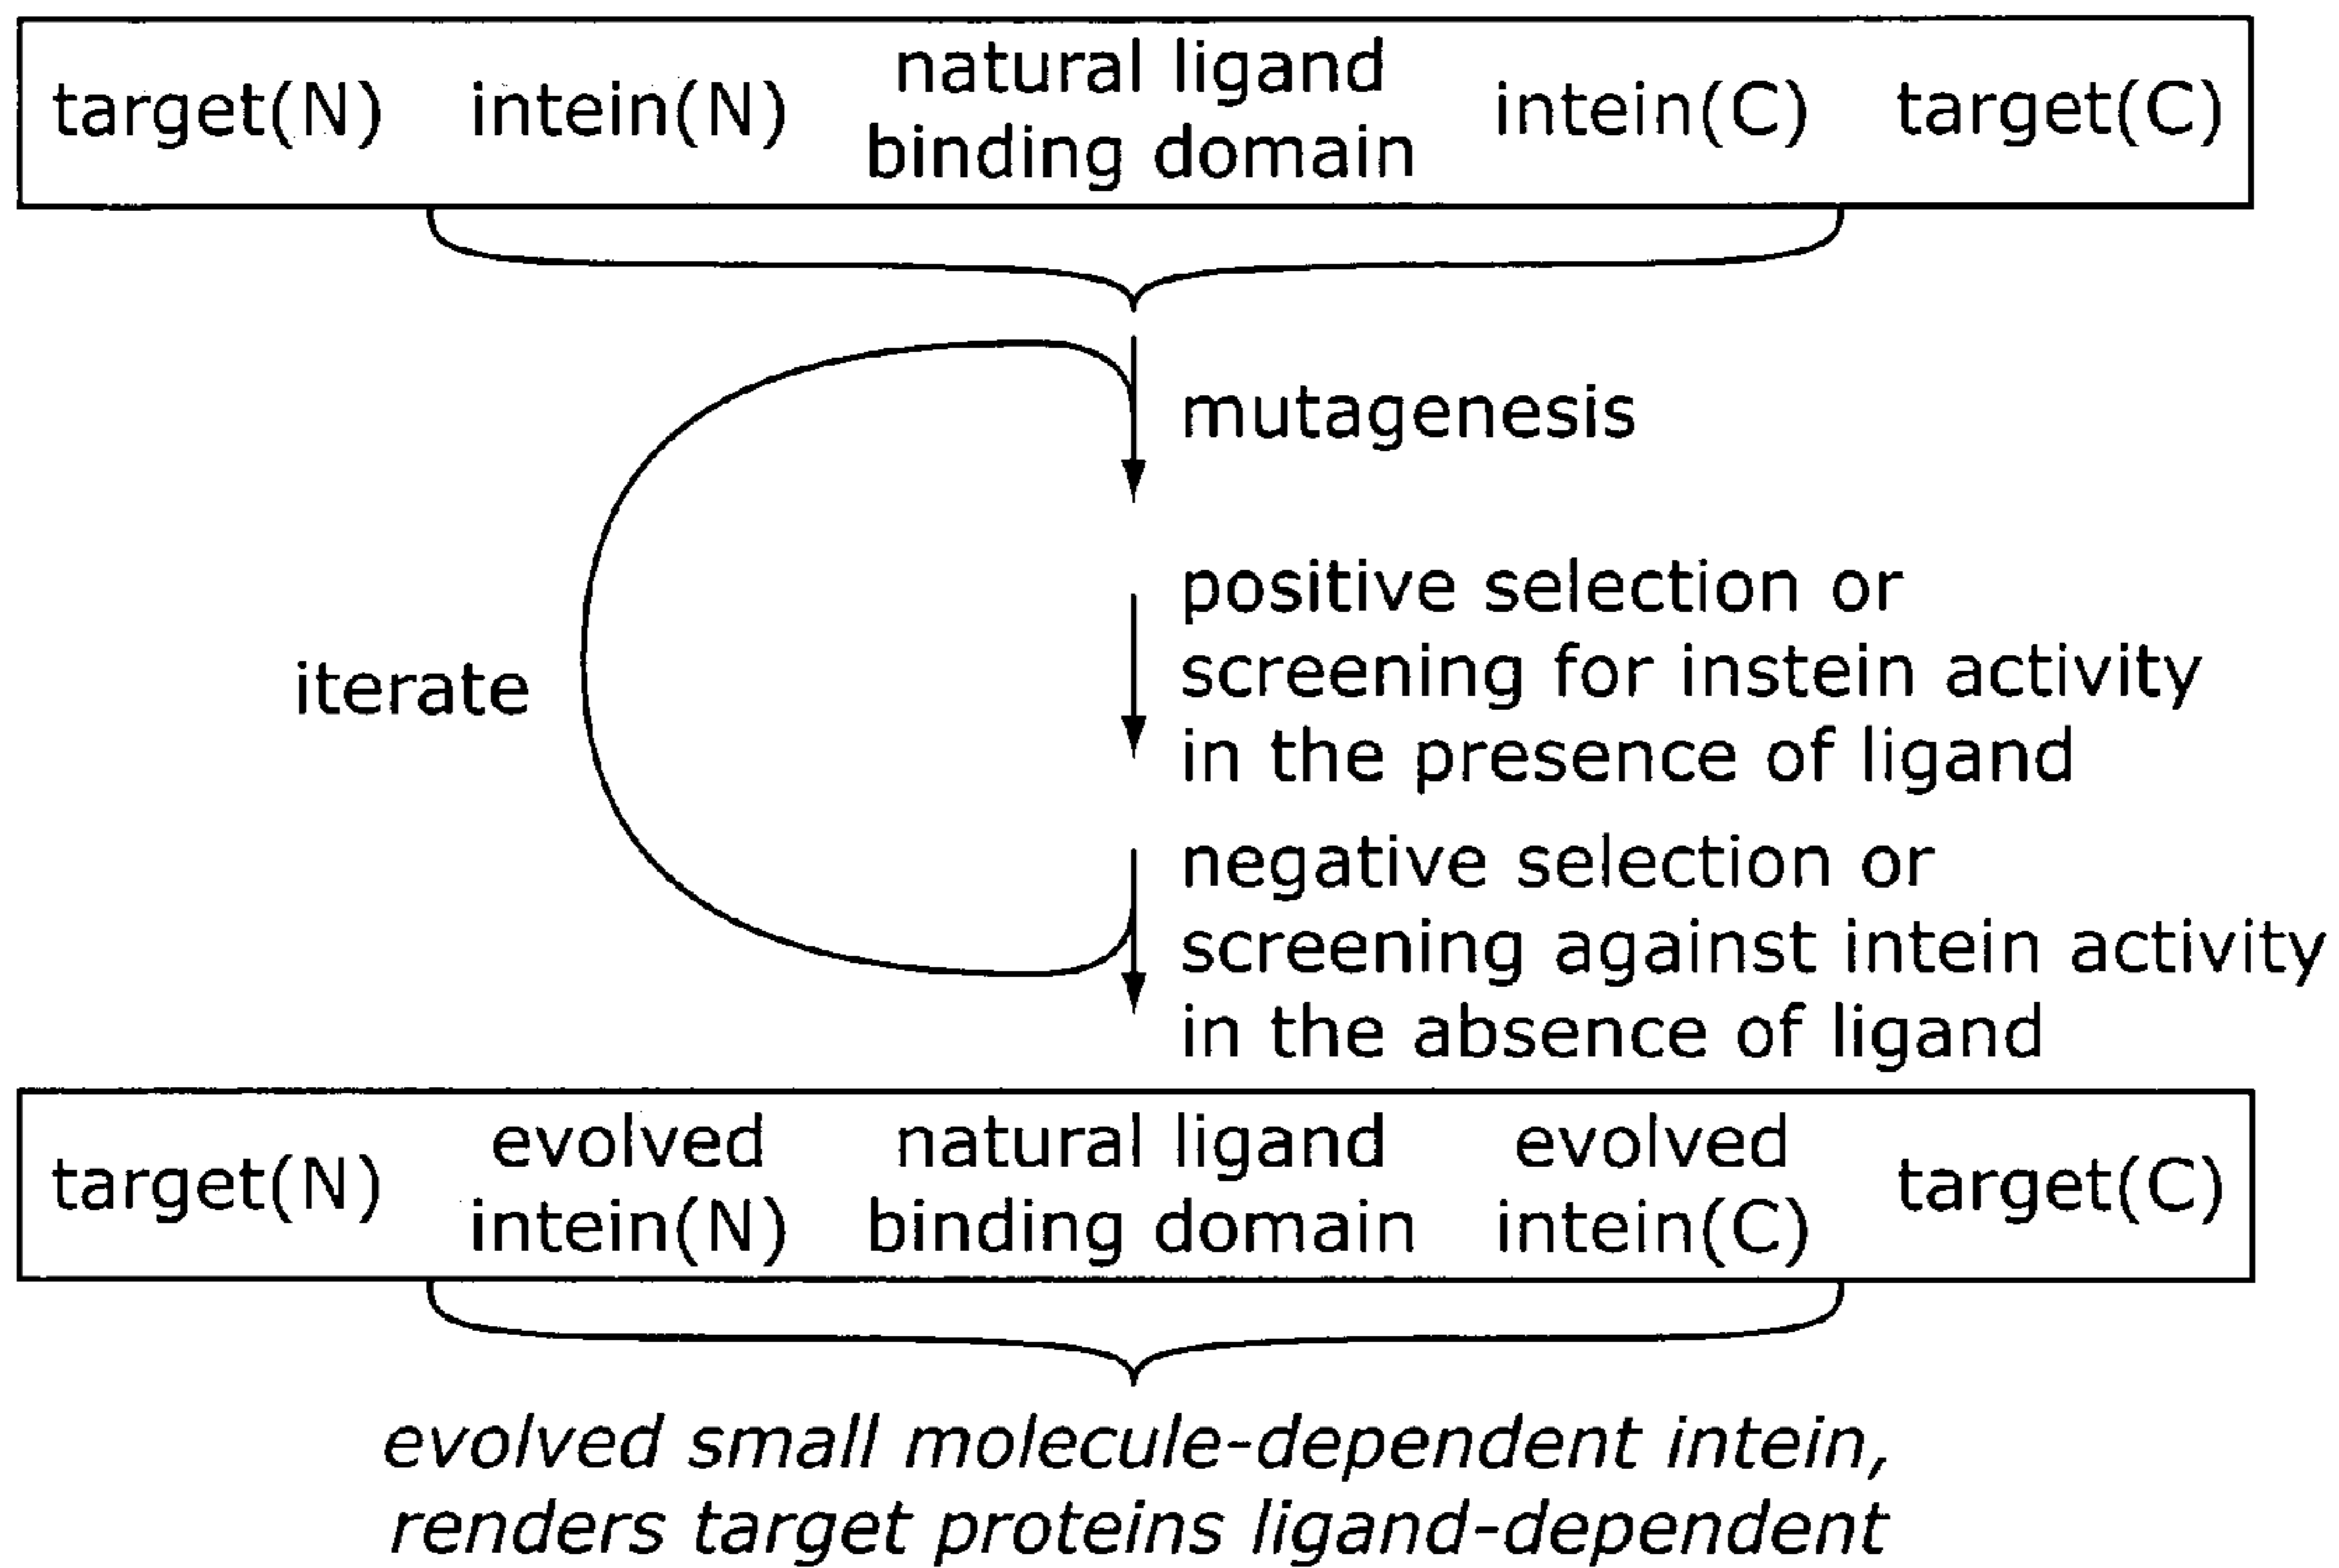 target(N) intein(N) natural ligand binding domain intein(C) target(C)
mutagenesis
positive selection or
screening for instein activity
in the presence of ligand
iterate
negative selection or
screening against intein activity
in the absence of ligand
target(N) evolved intein(N) natural ligand binding domain evolved intein(C) target(C)
evolved small molecule-dependent intein,
renders target proteins ligand-dependent